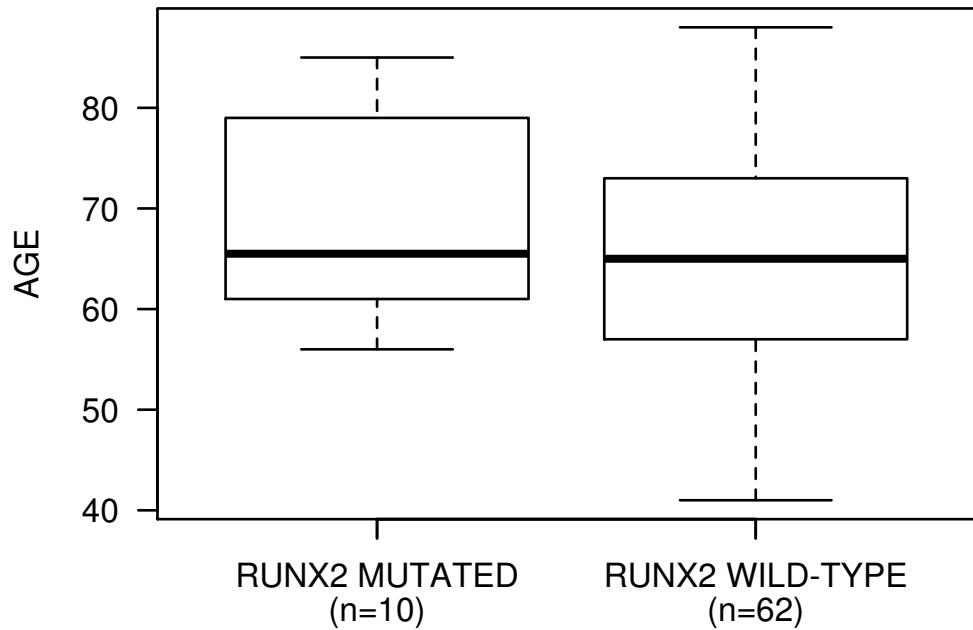 AGE
80
70
60
50
40
RUNX2 MUTATED
(n=10)
RUNX2 WILD-TYPE
(n=62)